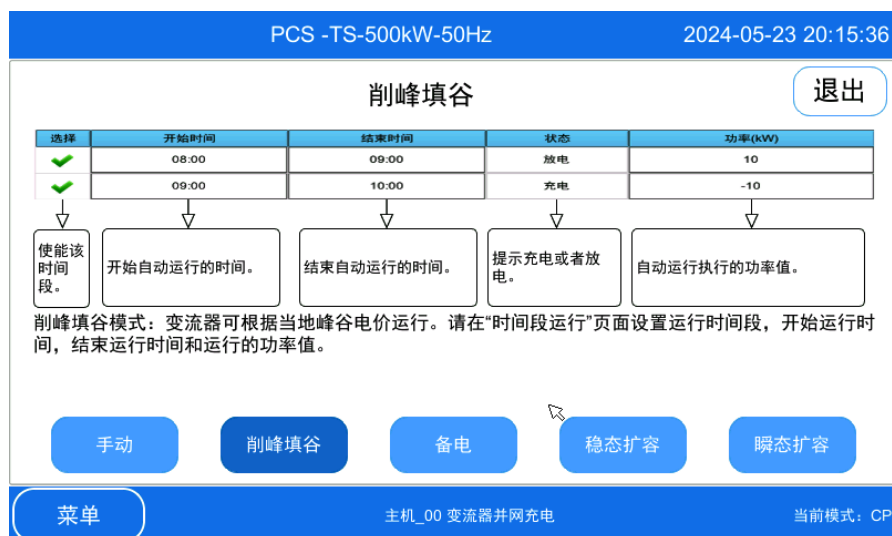 PCS -TS-500kW-50Hz 2024-05-23 20:15:36
削峰填谷 退出
选择 开始时间 结束时间 状态 功率(kW)
08:00 09:00 放电 10
09:00 10:00 充电 -10
使能该
时间
段。
开始自动运行的时间。
结束自动运行的时间。
提示充电或者放
电。
自动运行执行的功率值。
削峰填谷模式：变流器可根据当地峰谷电价运行。请在“时间段运行”页面设置运行时间段，开始运行时
间，结束运行时间和运行的功率值。
手动 削峰填谷 备电 稳态扩容 瞬态扩容
菜单 主机_00 变流器并网充电 当前模式：CP